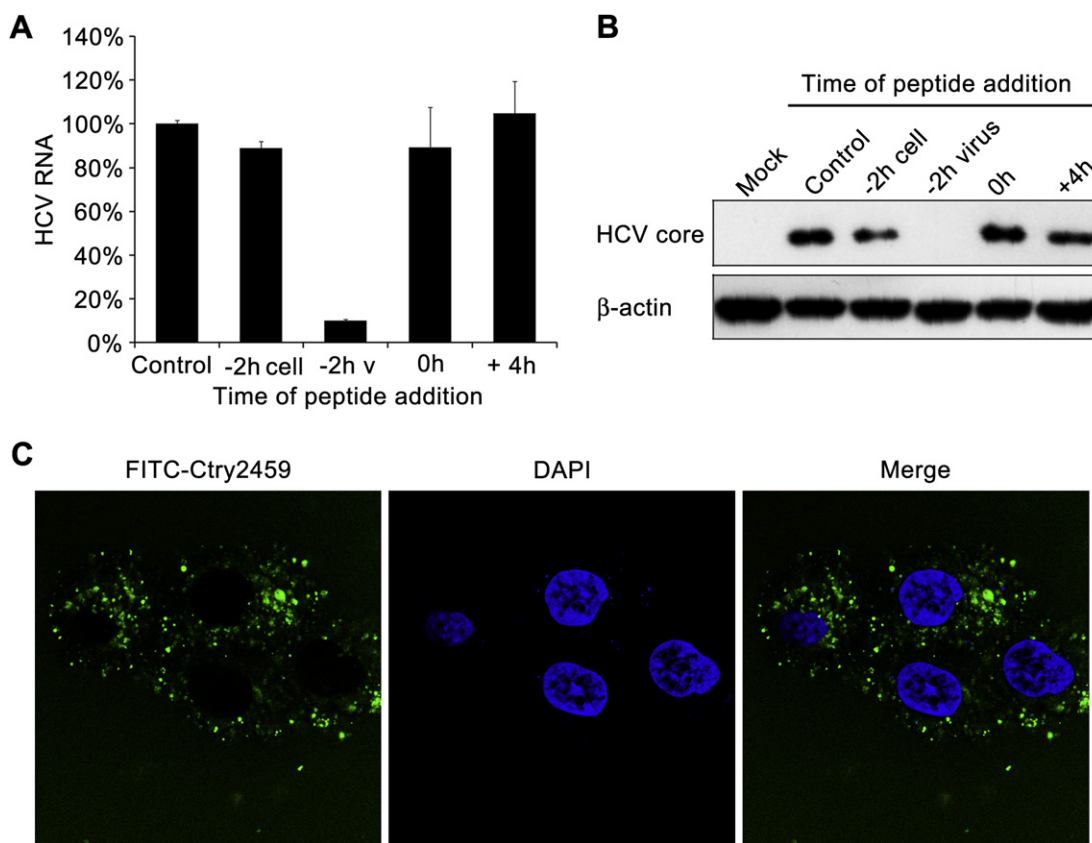 A
140%
120%
100%
80%
60%
40%
20%
0%
HCV RNA
Control
-2h cell
-2h v
0h
+ 4h
Time of peptide addition
B
Time of peptide addition
Mock
Control
-2h cell
-2h virus
0h
+4h
HCV core
β-actin
C
FITC-Ctry2459
DAPI
Merge